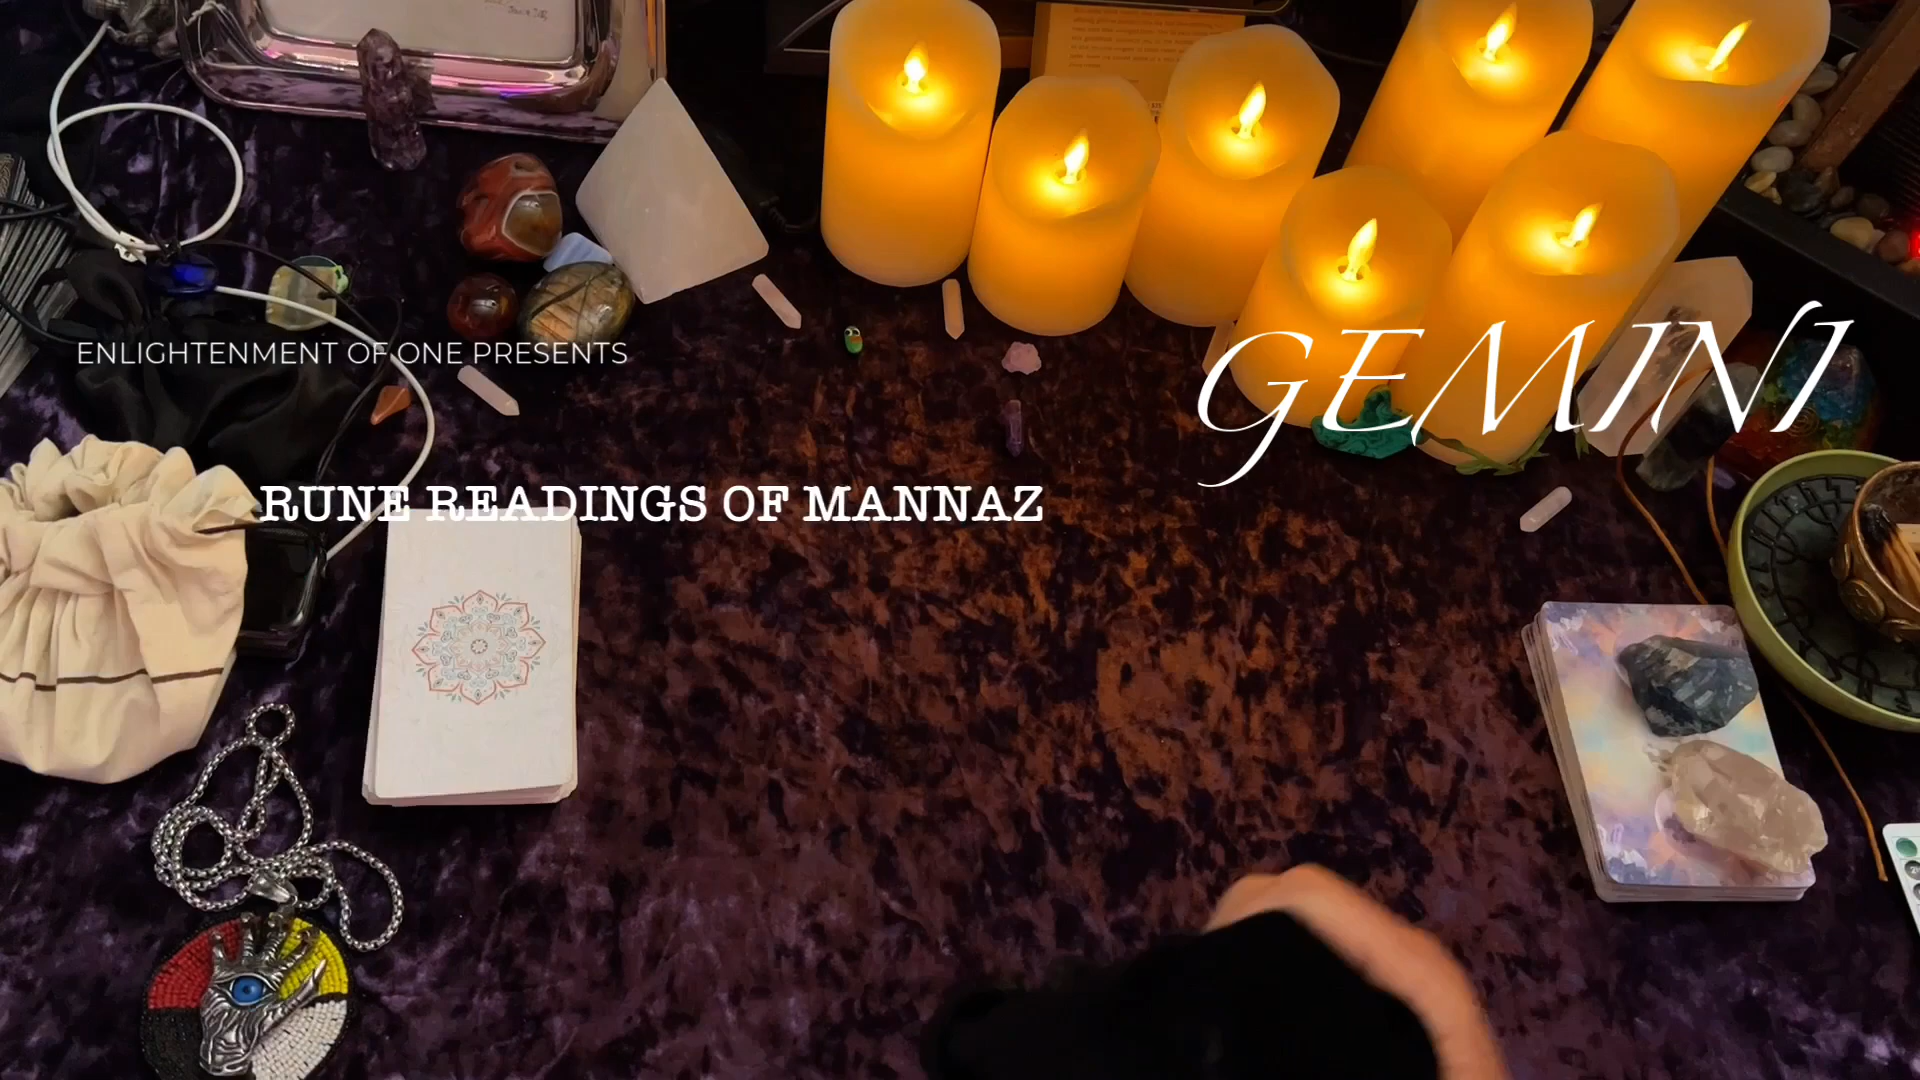 ENLIGHTENMENT OF ONE PRESENTS
GEMINI
RUNE READINGS OF MANNAZ